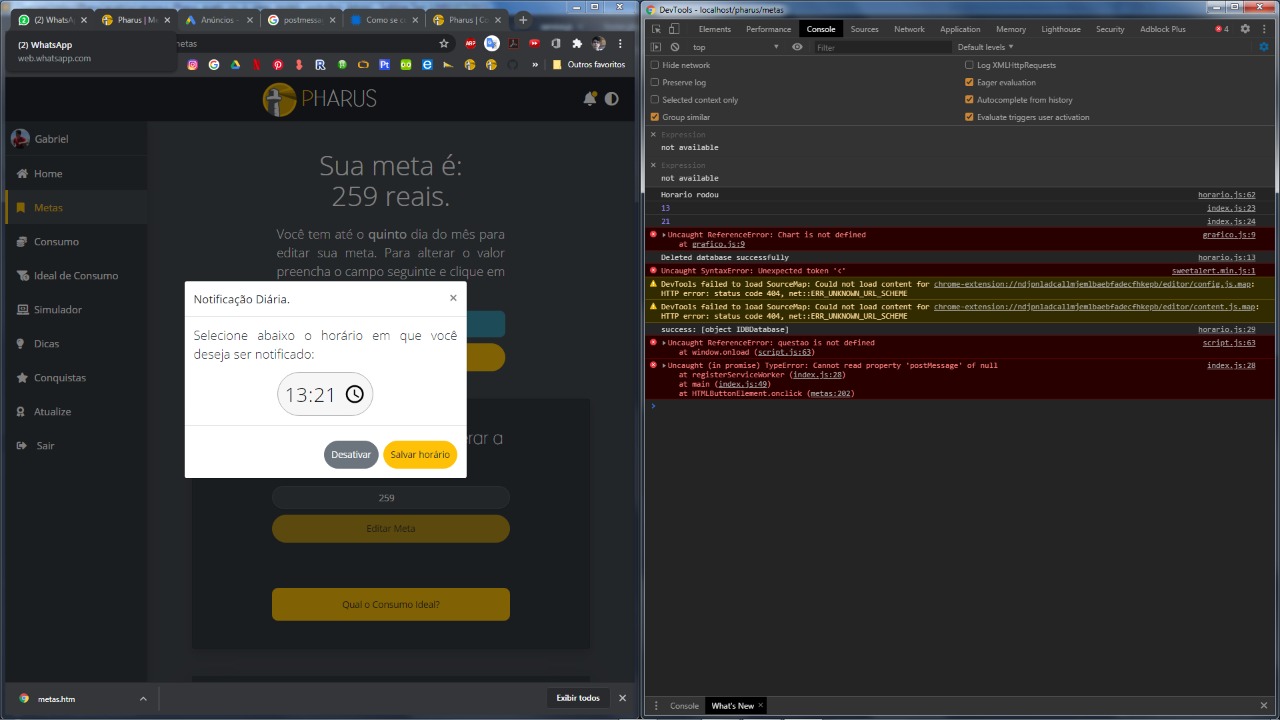 (2) WhatsA
Pharus | Me
Anúncios -
postmessa
Como se co
Pharus | Co
(2) WhatsApp
web.whatsapp.com
metas
Outros favoritos
PHARUS
Gabriel
Home
Metas
Consumo
Ideal de Consumo
Simulador
Dicas
Conquistas
Atualize
Sair
Sua meta é:
259 reais.
Você tem até o quinto dia do mês para
editar sua meta. Para alterar o valor
preencha o campo seguinte e clique em
Notificação Diária.
×
Selecione abaixo o horário em que você
deseja ser notificado:
13:21
Desativar
Salvar horário
erar a
259
Editar Meta
Qual o Consumo Ideal?
metas.htm
Exibir todos
DevTools - localhost/pharus/metas
Elements Performance Console Sources Network Application Memory Lighthouse Security Adblock Plus 4
top Filter Default levels
Hide network Log XMLHttpRequests
Preserve log Eager evaluation
Selected context only Autocomplete from history
Group similar Evaluate triggers user activation
Expression
not available
Expression
not available
Horario rodou horario.js:62
13 index.js:23
21 index.js:24
Uncaught ReferenceError: Chart is not defined grafico.js:9
at grafico.js:9
Deleted database successfully horario.js:13
Uncaught SyntaxError: Unexpected token '<' sweetalert.min.js:1
DevTools failed to load SourceMap: Could not load content for chrome-extension://ndjpnladcallmjemlbaebfadecfhkepb/editor/config.js.map:
HTTP error: status code 404, net::ERR_UNKNOWN_URL_SCHEME
DevTools failed to load SourceMap: Could not load content for chrome-extension://ndjpnladcallmjemlbaebfadecfhkepb/editor/content.js.map:
HTTP error: status code 404, net::ERR_UNKNOWN_URL_SCHEME
success: [object IDBDatabase] horario.js:29
Uncaught ReferenceError: questao is not defined script.js:63
at window.onload (script.js:63)
Uncaught (in promise) TypeError: Cannot read property 'postMessage' of null index.js:28
at registerServiceWorker (index.js:28)
at main (index.js:49)
at HTMLButtonElement.onclick (metas:202)
Console What's New